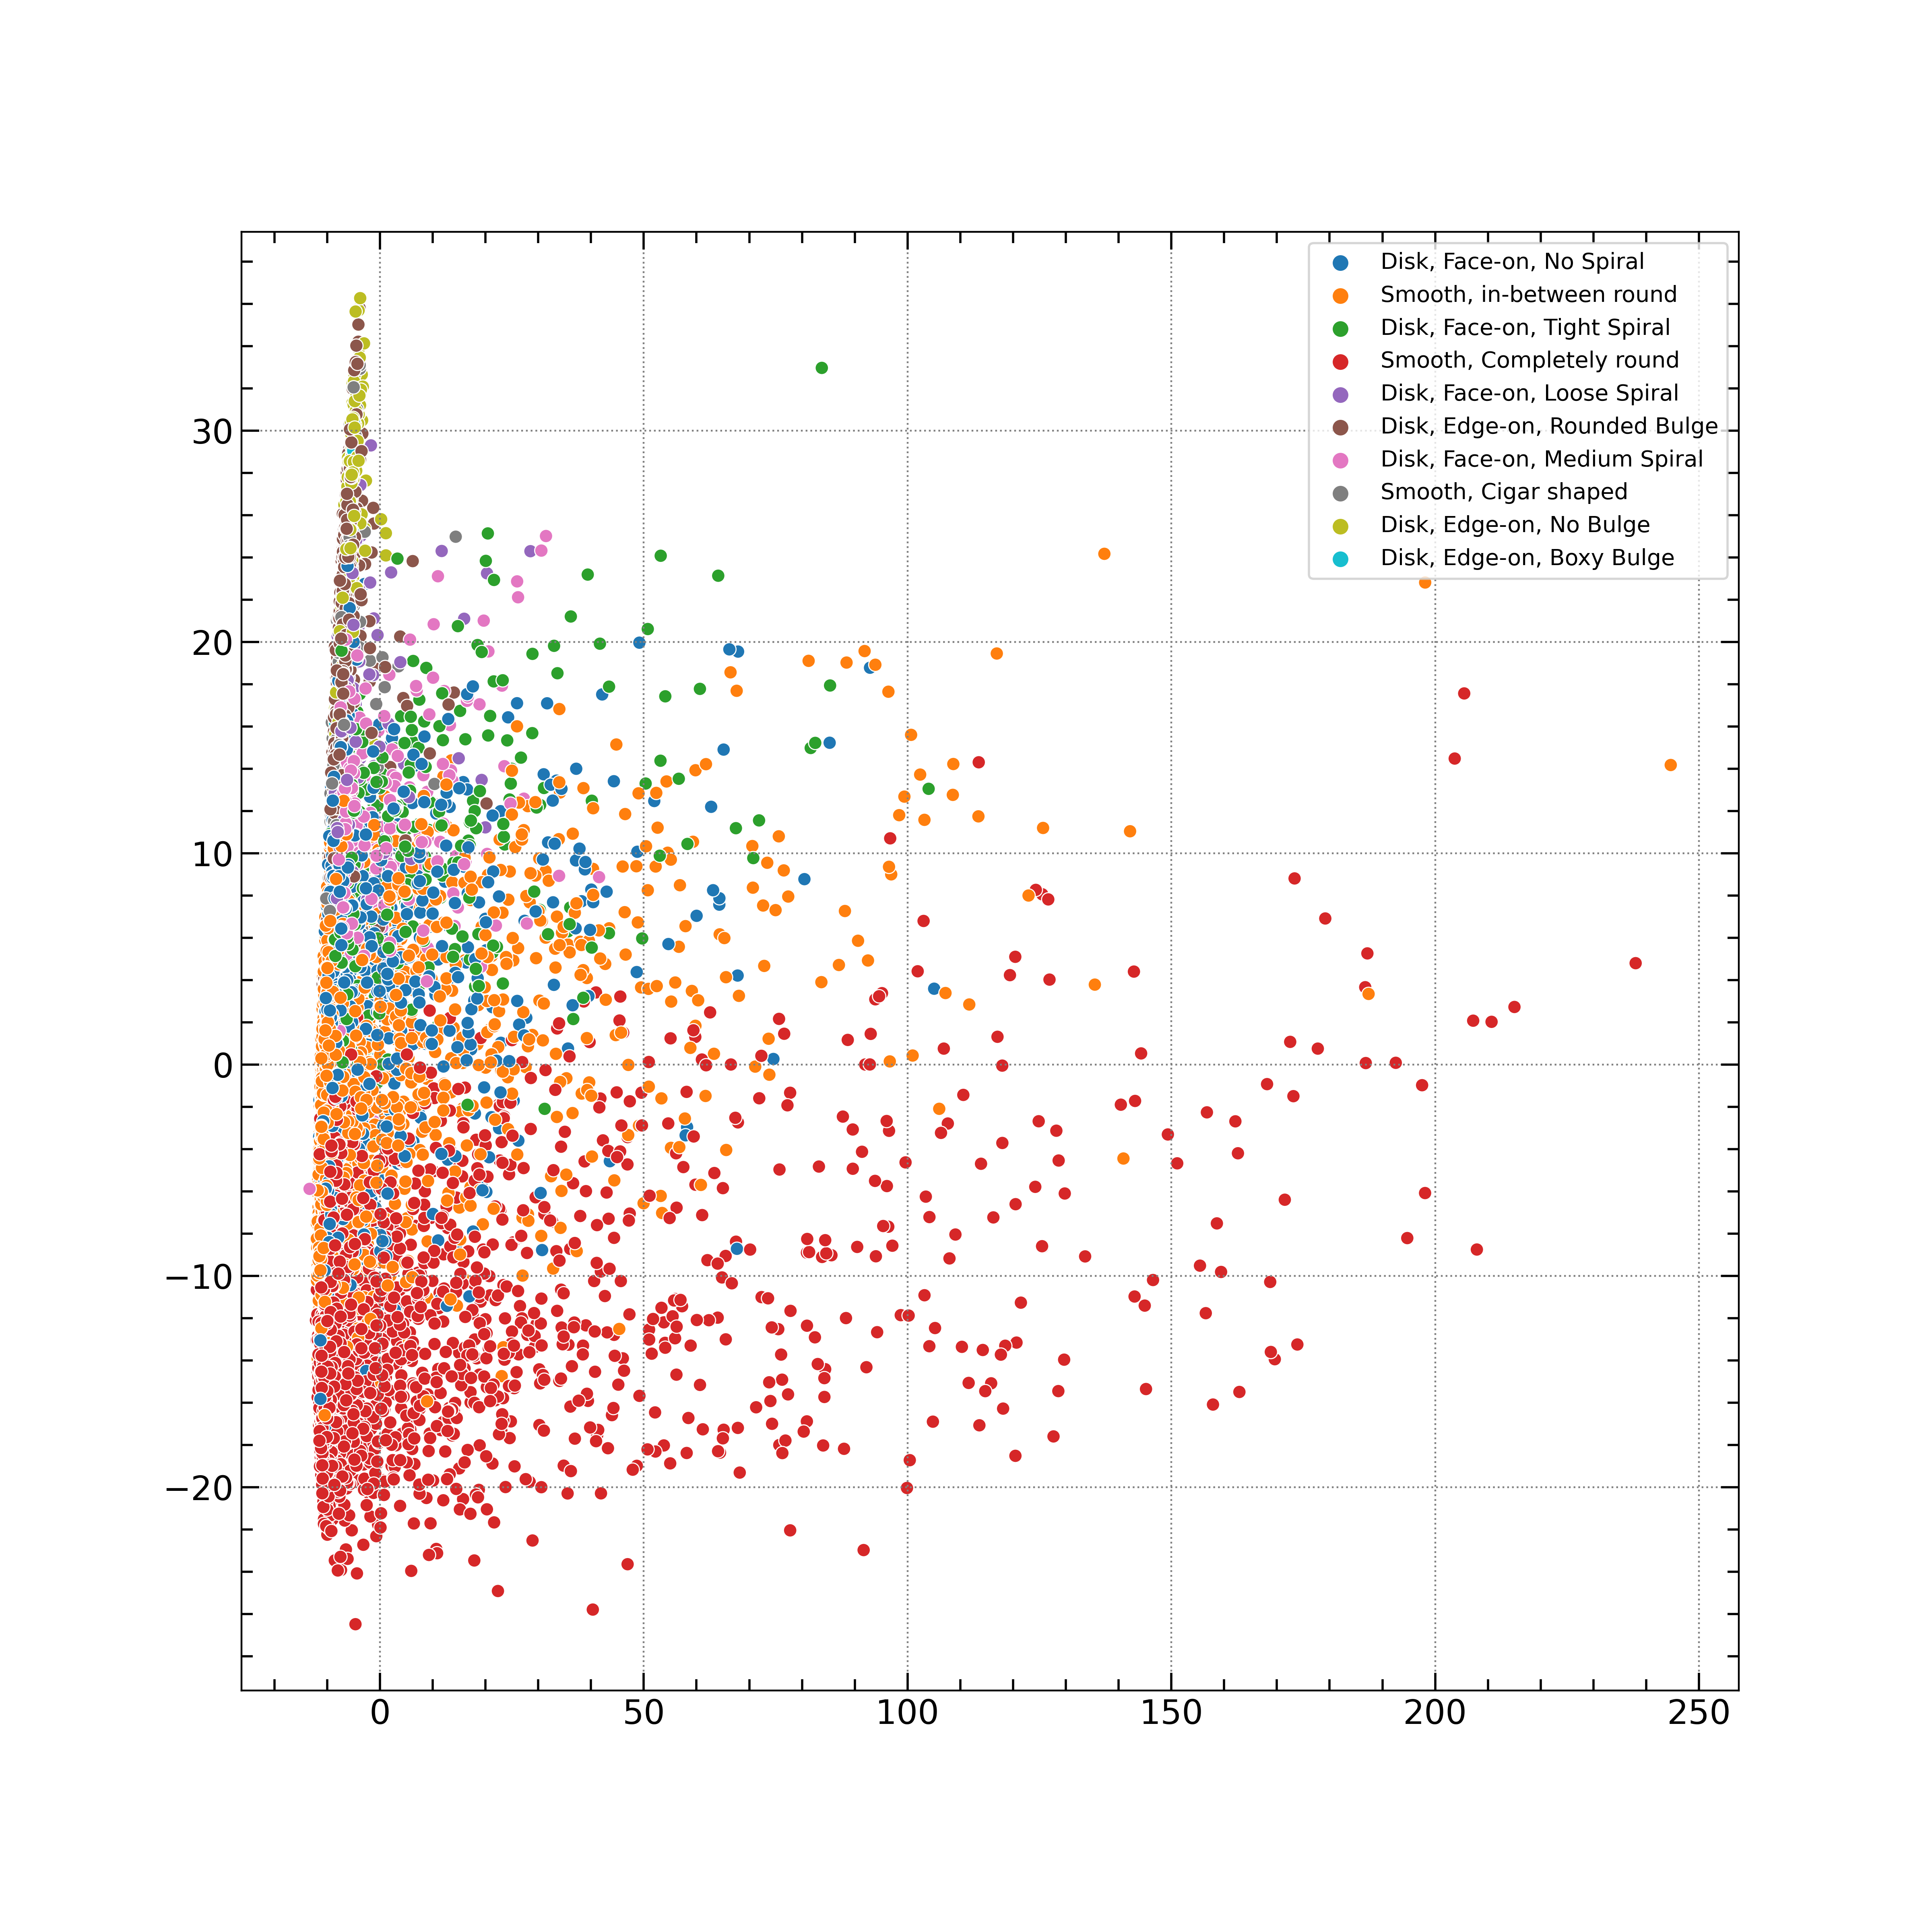 Disk, Face-on, No Spiral
Smooth, in-between round
Disk, Face-on, Tight Spiral
Smooth, Completely round
Disk, Face-on, Loose Spiral
Disk, Edge-on, Rounded Bulge
Disk, Face-on, Medium Spiral
Smooth, Cigar shaped
Disk, Edge-on, No Bulge
Disk, Edge-on, Boxy Bulge
30
20
10
0
−10
−20
0 50 100 150 200 250